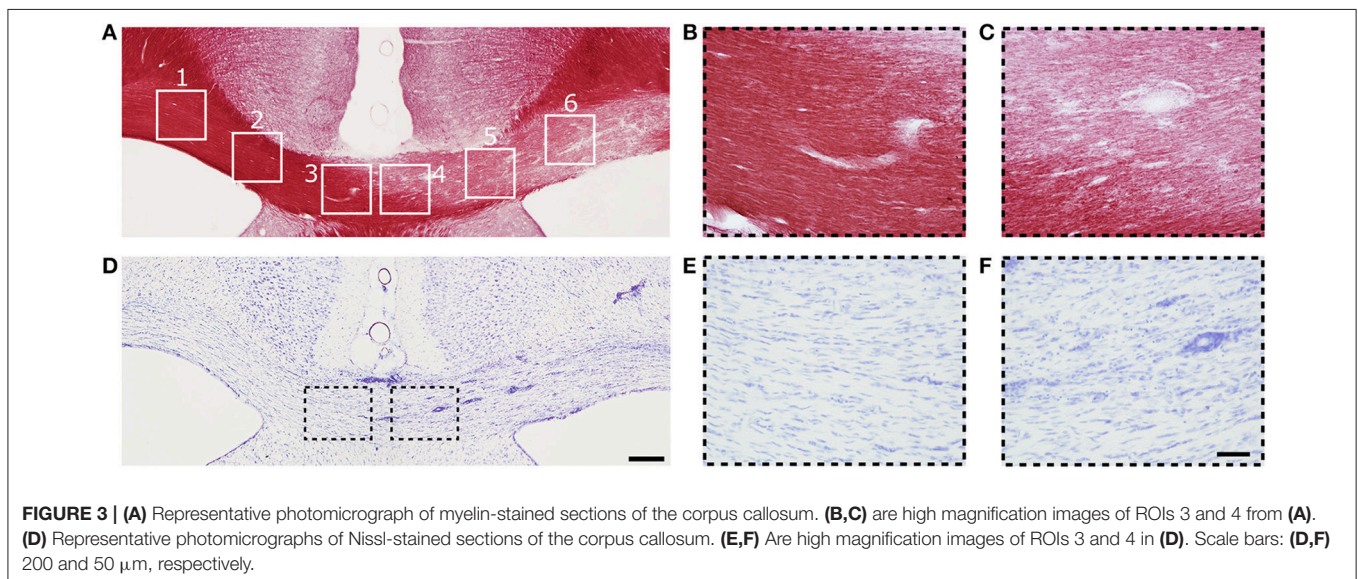 A
B
C
1
2
3
4
5
6
D
E
F
FIGURE 3 | (A) Representative photomicrograph of myelin-stained sections of the corpus callosum. (B,C) are high magnification images of ROIs 3 and 4 from (A).
(D) Representative photomicrographs of Nissl-stained sections of the corpus callosum. (E,F) Are high magnification images of ROIs 3 and 4 in (D). Scale bars: (D,F)
200 and 50 μm, respectively.